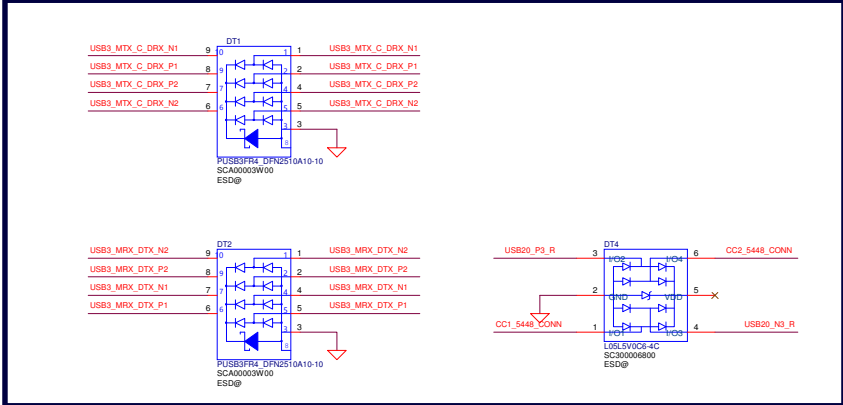 DT1
USB3_MTX_C_DRX_N1 9 10 1 1 USB3_MTX_C_DRX_N1
USB3_MTX_C_DRX_P1 8 9 2 2 USB3_MTX_C_DRX_P1
USB3_MTX_C_DRX_P2 7 7 4 4 USB3_MTX_C_DRX_P2
USB3_MTX_C_DRX_N2 6 6 5 5 USB3_MTX_C_DRX_N2
3 3
8
PUSB3FR4_DFN2510A10-10
SCA00003W00
ESD@
DT2
USB3_MRX_DTX_N2 9 10 1 1 USB3_MRX_DTX_N2
USB3_MRX_DTX_P2 8 9 2 2 USB3_MRX_DTX_P2
USB3_MRX_DTX_N1 7 7 4 4 USB3_MRX_DTX_N1
USB3_MRX_DTX_P1 6 6 5 5 USB3_MRX_DTX_P1
3 3
8
PUSB3FR4_DFN2510A10-10
SCA00003W00
ESD@
DT4
USB20_P3_R 3 I/O2 I/O4 6 CC2_5448_CONN
2 GND VDD 5
CC1_5448_CONN 1 I/O1 I/O3 4 USB20_N3_R
L05L5V0C6-4C
SC300006800
ESD@